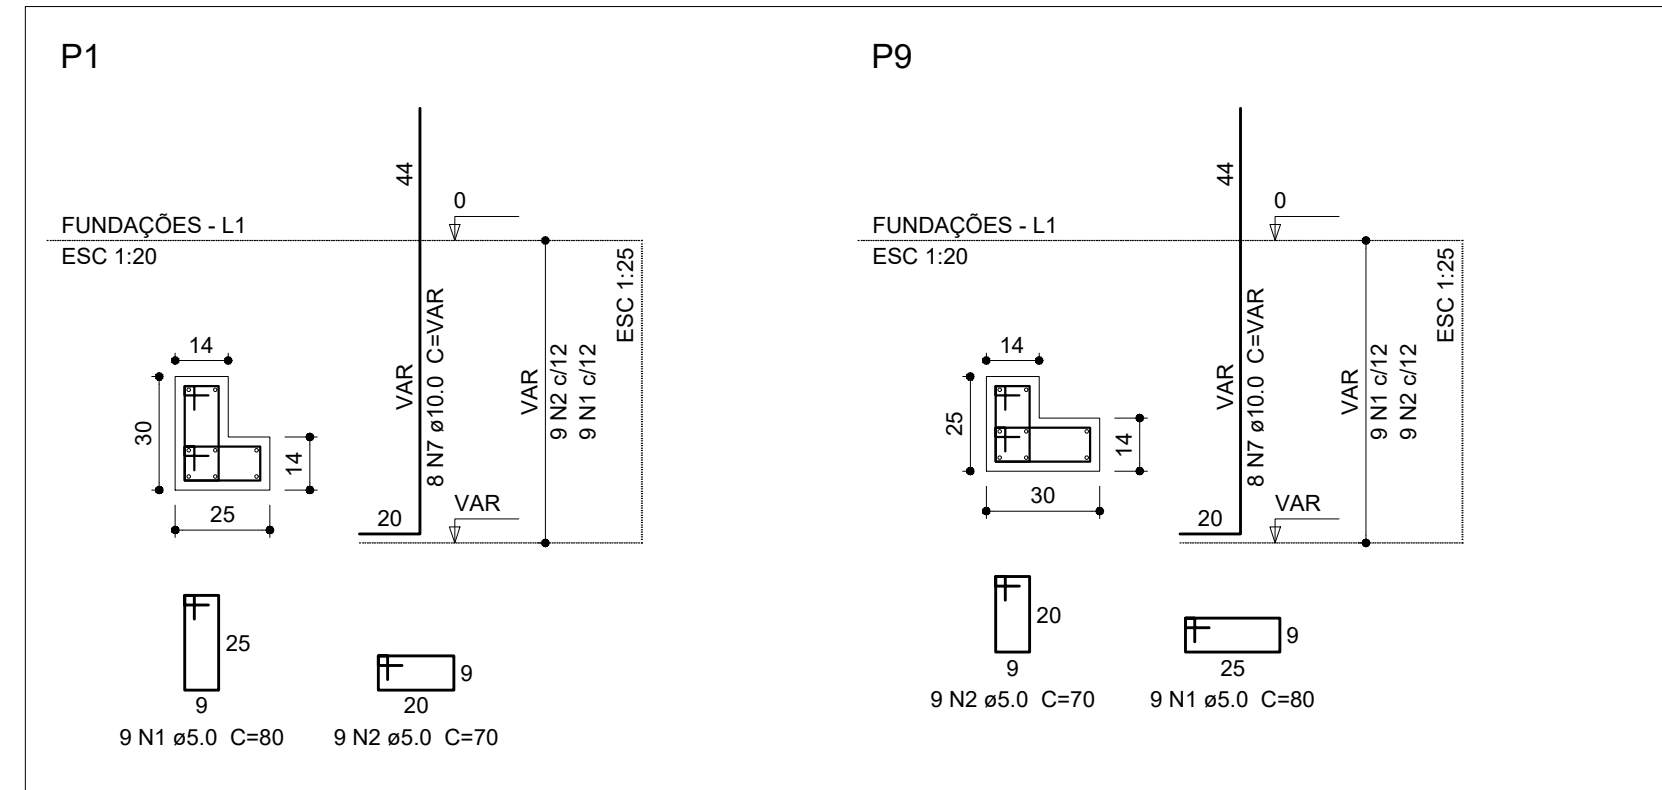 P1
44
0
FUNDAÇÕES - L1
ESC 1:20
ESC 1:25
14
30
14
25
VAR
8 N7 ø10.0 C=VAR
VAR
9 N2 c/12
9 N1 c/12
20
VAR
25
9
9 N1 ø5.0 C=80
9
20
9 N2 ø5.0 C=70
P9
44
0
FUNDAÇÕES - L1
ESC 1:20
ESC 1:25
14
25
14
30
VAR
8 N7 ø10.0 C=VAR
VAR
9 N1 c/12
9 N2 c/12
20
VAR
20
9
9 N2 ø5.0 C=70
9
25
9 N1 ø5.0 C=80